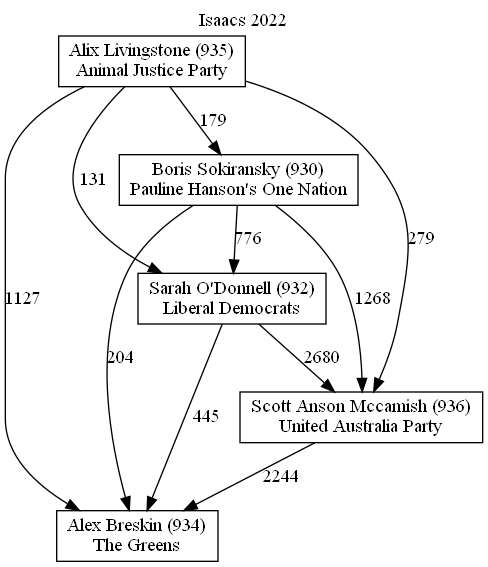 Isaacs 2022
Alix Livingstone (935)
Animal Justice Party
179
Boris Sokiransky (930)
Pauline Hanson's One Nation
131
776
279
Sarah O'Donnell (932)
Liberal Democrats
1127
1268
204
2680
Scott Anson Mccamish (936)
United Australia Party
445
2244
Alex Breskin (934)
The Greens